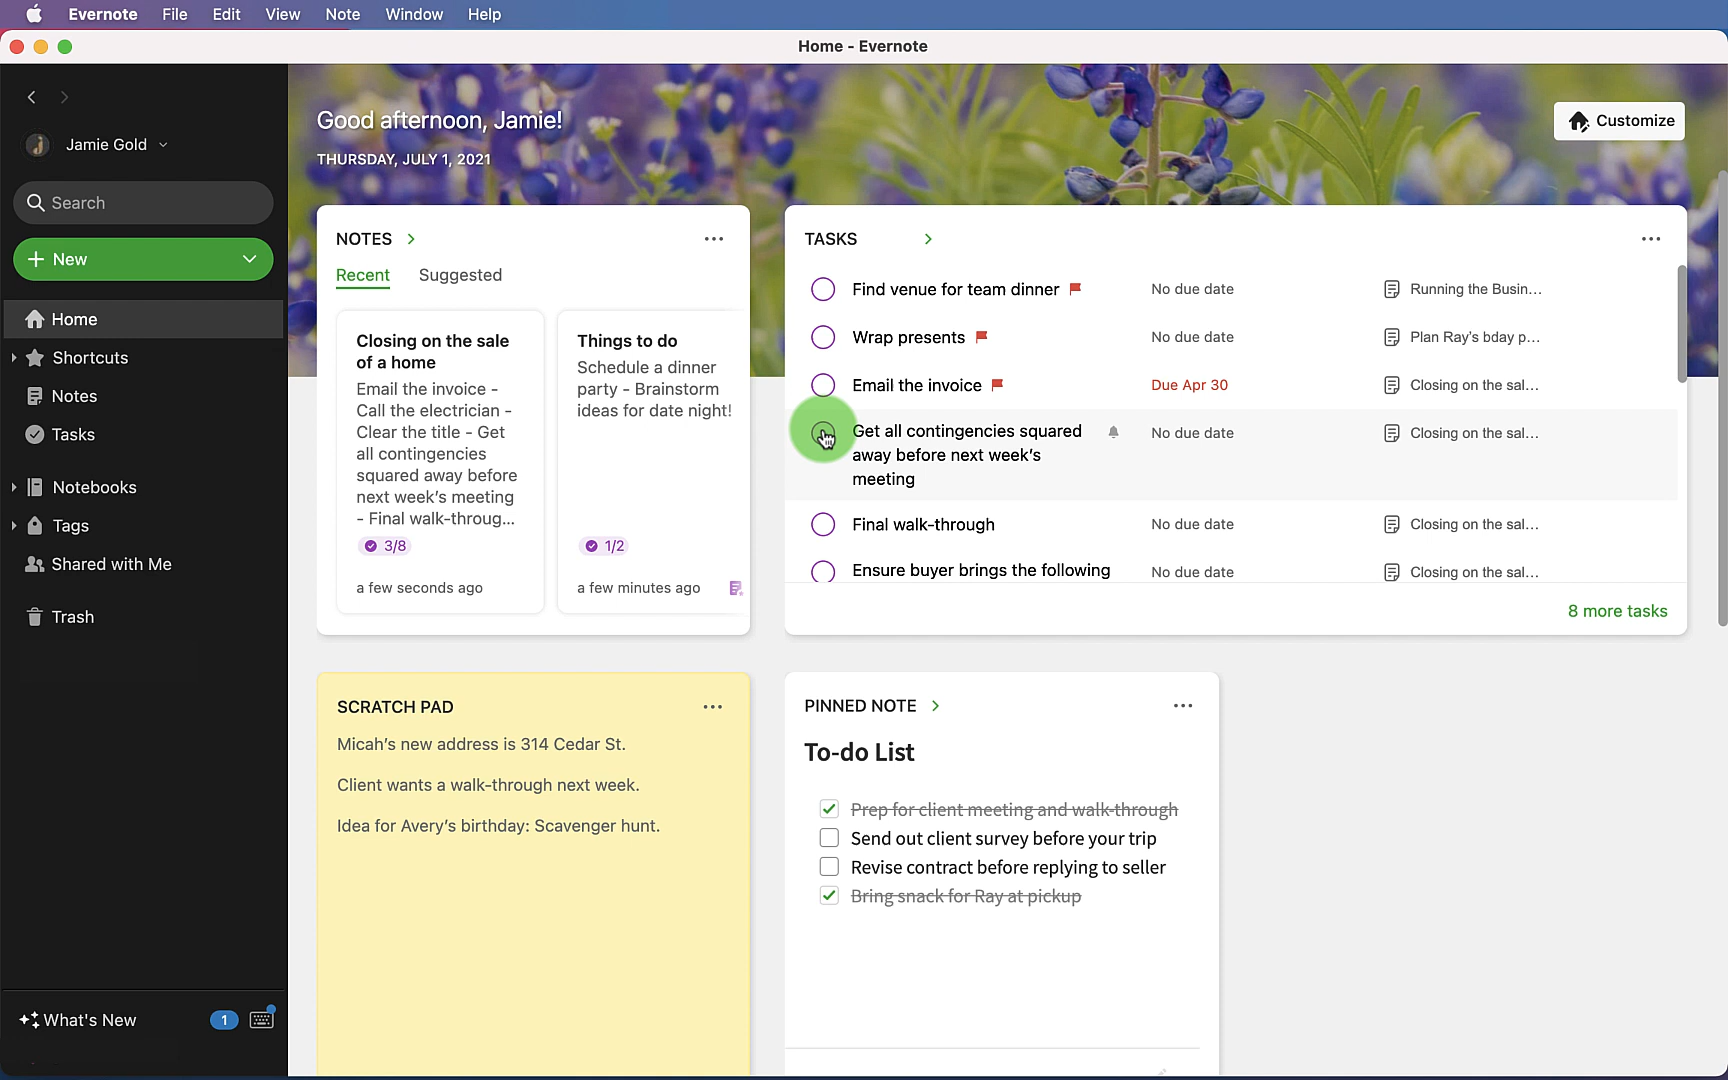 Evernote File Edit View Note Window Help
Home - Evernote
Jamie Gold
Search
New
Home
Shortcuts
Notes
Tasks
Notebooks
Tags
Shared with Me
Trash
What's New
1
Good afternoon, Jamie!
THURSDAY, JULY 1, 2021
Customize
NOTES
Recent Suggested
Closing on the sale
of a home
Email the invoice -
Call the electrician -
Clear the title - Get
all contingencies
squared away before
next week's meeting
- Final walk-throug...
3/8
a few seconds ago
Things to do
Schedule a dinner
party - Brainstorm
ideas for date night!
1/2
a few minutes ago
TASKS
Find venue for team dinner No due date Running the Busin...
Wrap presents No due date Plan Ray's bday p...
Email the invoice Due Apr 30 Closing on the sal...
Get all contingencies squared No due date Closing on the sal...
away before next week's
meeting
Final walk-through No due date Closing on the sal...
Ensure buyer brings the following No due date Closing on the sal...
8 more tasks
SCRATCH PAD
Micah's new address is 314 Cedar St.
Client wants a walk-through next week.
Idea for Avery's birthday: Scavenger hunt.
PINNED NOTE
To-do List
Prep for client meeting and walk-through
Send out client survey before your trip
Revise contract before replying to seller
Bring snack for Ray at pickup